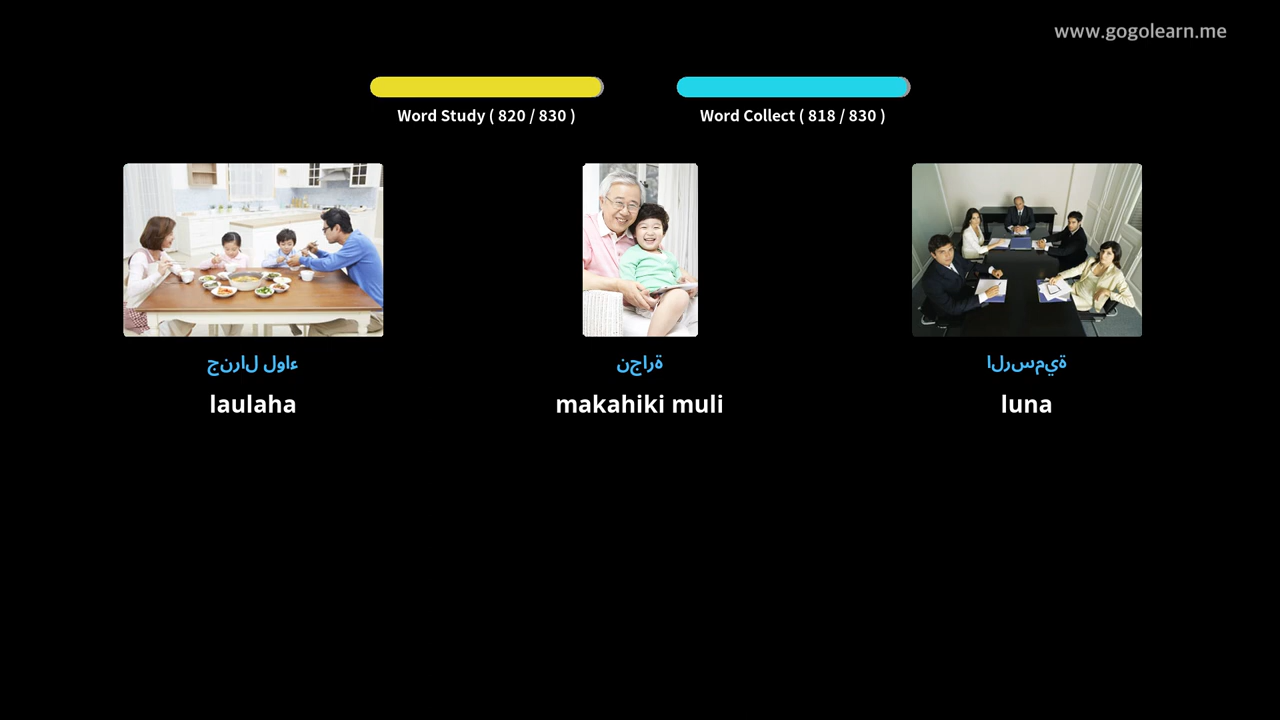 www.gogolearn.me
Word Study ( 820 / 830 )
Word Collect ( 818 / 830 )
جنرال لواء
نجارة
الرسمية
laulaha
makahiki muli
luna